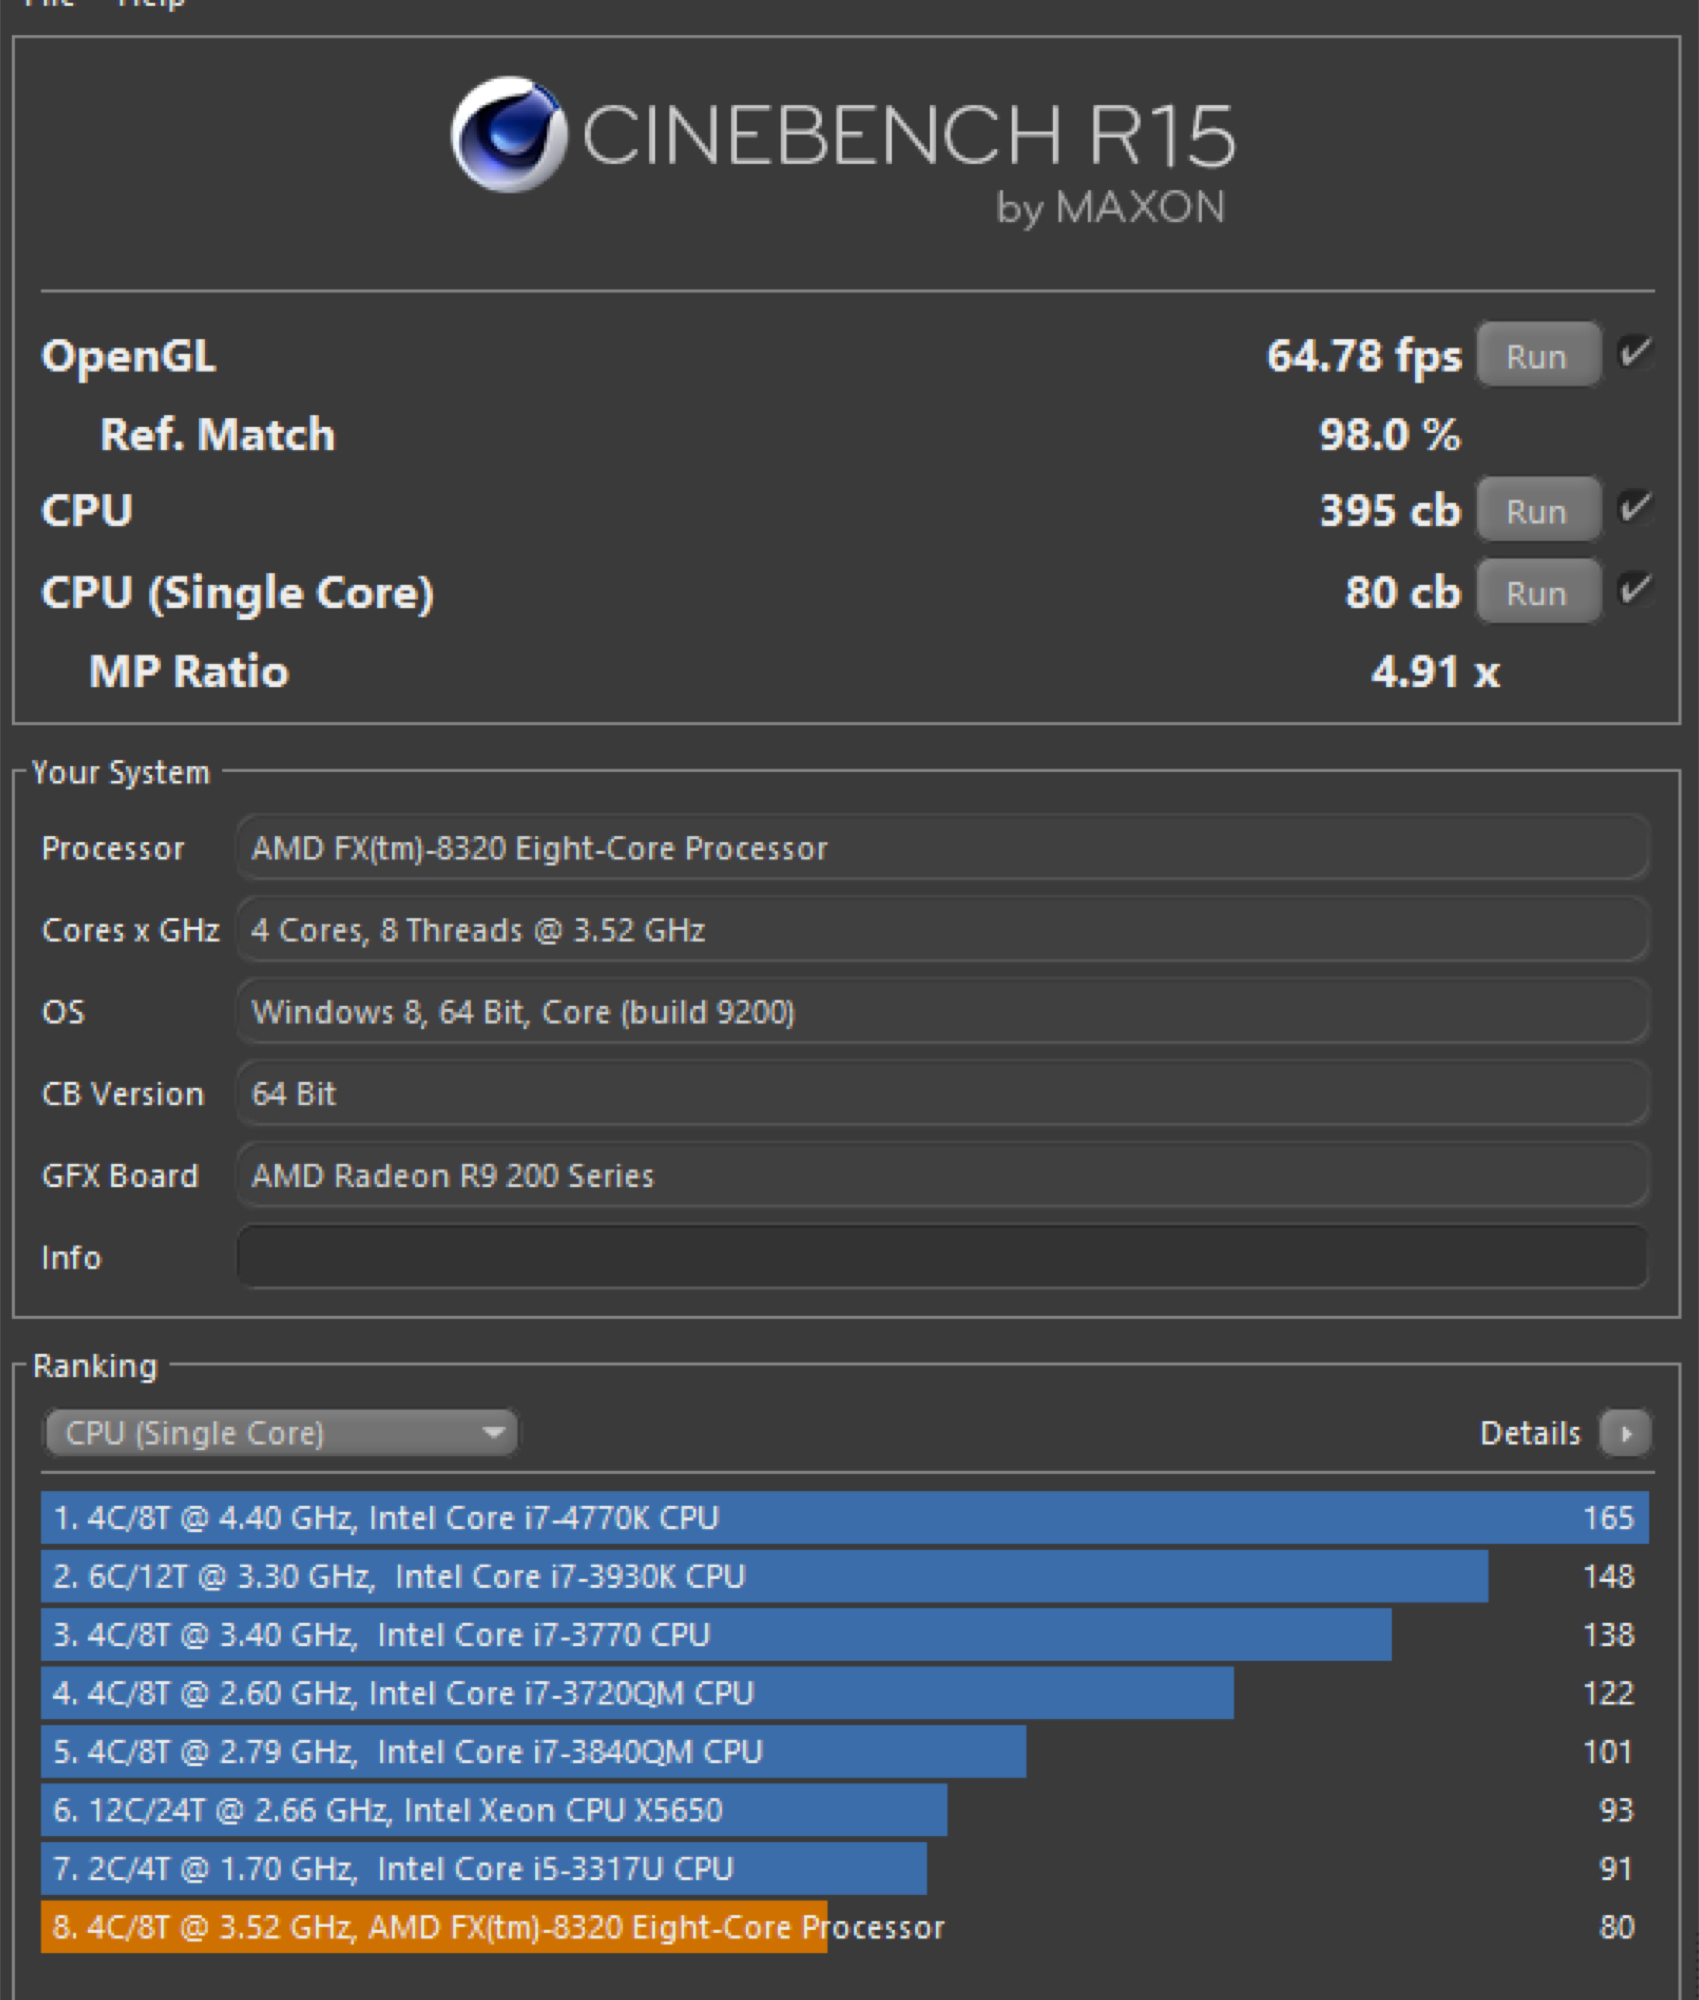 File Help
CINEBENCH R15
by MAXON
OpenGL 64.78 fps Run
Ref. Match 98.0 %
CPU 395 cb Run
CPU (Single Core) 80 cb Run
MP Ratio 4.91 x
Your System
Processor AMD FX(tm)-8320 Eight-Core Processor
Cores x GHz 4 Cores, 8 Threads @ 3.52 GHz
OS Windows 8, 64 Bit, Core (build 9200)
CB Version 64 Bit
GFX Board AMD Radeon R9 200 Series
Info
Ranking
CPU (Single Core) Details
1. 4C/8T @ 4.40 GHz, Intel Core i7-4770K CPU 165
2. 6C/12T @ 3.30 GHz, Intel Core i7-3930K CPU 148
3. 4C/8T @ 3.40 GHz, Intel Core i7-3770 CPU 138
4. 4C/8T @ 2.60 GHz, Intel Core i7-3720QM CPU 122
5. 4C/8T @ 2.79 GHz, Intel Core i7-3840QM CPU 101
6. 12C/24T @ 2.66 GHz, Intel Xeon CPU X5650 93
7. 2C/4T @ 1.70 GHz, Intel Core i5-3317U CPU 91
8. 4C/8T @ 3.52 GHz, AMD FX(tm)-8320 Eight-Core Processor 80